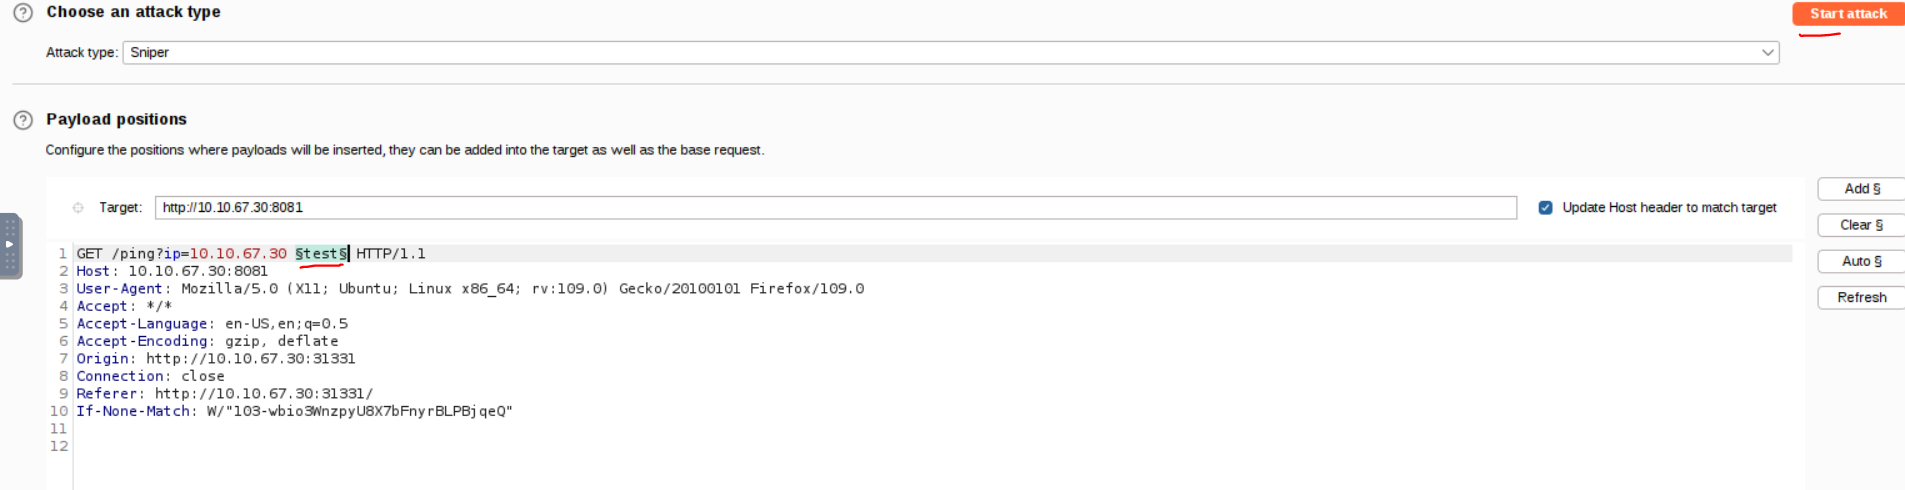 Choose an attack type
Start attack
Attack type: Sniper
Payload positions
Configure the positions where payloads will be inserted, they can be added into the target as well as the base request.
Add §
Target: http://10.10.67.30:8081
Update Host header to match target
Clear §
1 GET /ping?ip=10.10.67.30 §test§ HTTP/1.1
Auto §
2 Host: 10.10.67.30:8081
3 User-Agent: Mozilla/5.0 (X11; Ubuntu; Linux x86_64; rv:109.0) Gecko/20100101 Firefox/109.0
Refresh
4 Accept: */*
5 Accept-Language: en-US,en;q=0.5
6 Accept-Encoding: gzip, deflate
7 Origin: http://10.10.67.30:31331
8 Connection: close
9 Referer: http://10.10.67.30:31331/
10 If-None-Match: W/"103-wbio3WnzpyU8X7bFnyrBLPBjqeQ"
11
12